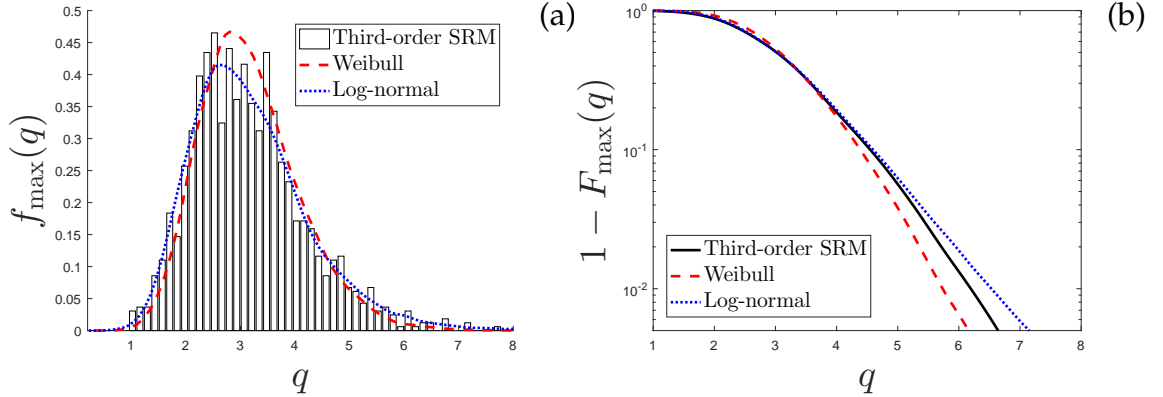 (a)
0.5
0.45
0.4
0.35
0.3
0.25
0.2
0.15
0.1
0.05
0
f_max(q)
Third-order SRM
Weibull
Log-normal
1 2 3 4 5 6 7 8
q
(b)
10^0
10^-1
10^-2
1 − F_max(q)
Third-order SRM
Weibull
Log-normal
1 2 3 4 5 6 7 8
q